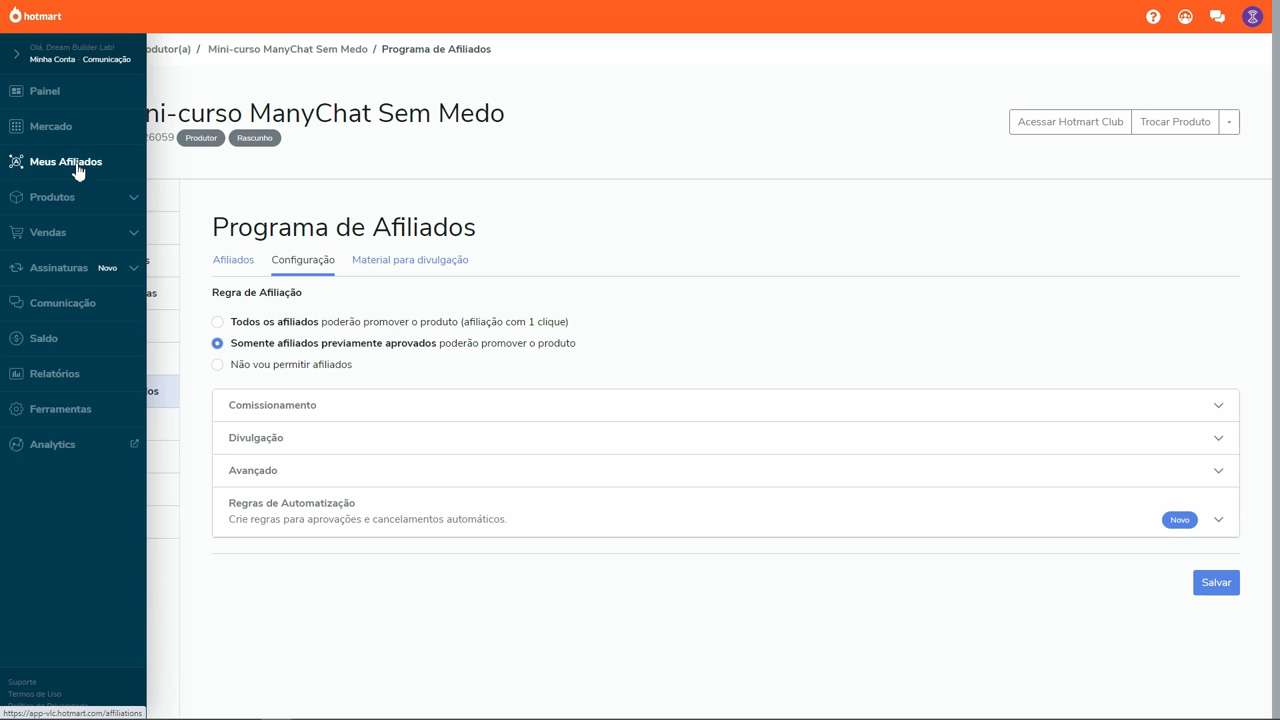 hotmart
Olá, Dream Builder Lab!
Minha Conta · Comunicação
Painel
Mercado
Meus Afiliados
Produtos
Vendas
Assinaturas Novo
Comunicação
Saldo
Relatórios
Ferramentas
Analytics
Suporte
Termos de Uso
https://app-vlc.hotmart.com/affiliations
odutor(a) / Mini-curso ManyChat Sem Medo / Programa de Afiliados
ni-curso ManyChat Sem Medo
26059 Produtor Rascunho
Acessar Hotmart Club Trocar Produto
s
as
os
Programa de Afiliados
Afiliados Configuração Material para divulgação
Regra de Afiliação
Todos os afiliados poderão promover o produto (afiliação com 1 clique)
Somente afiliados previamente aprovados poderão promover o produto
Não vou permitir afiliados
Comissionamento
Divulgação
Avançado
Regras de Automatização
Crie regras para aprovações e cancelamentos automáticos.
Novo
Salvar